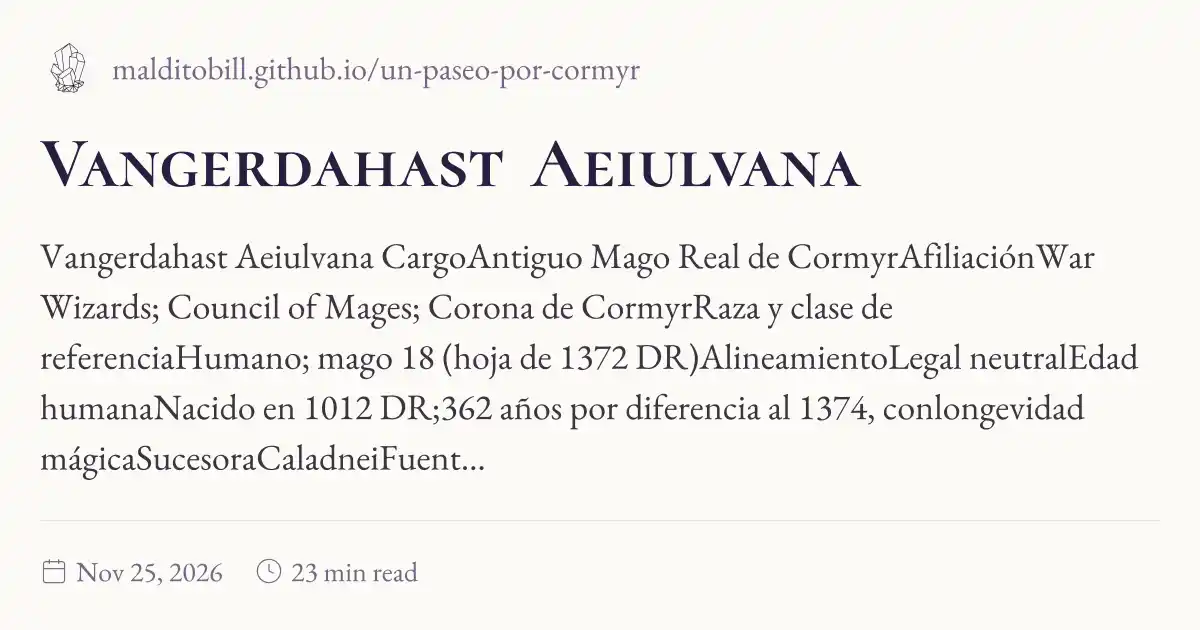 malditobill.github.io/un-paseo-por-cormyr
Vangerdahast Aeiulvana
Vangerdahast Aeiulvana CargoAntiguo Mago Real de CormyrAfiliaciónWar
Wizards; Council of Mages; Corona de CormyrRaza y clase de
referenciaHumano; mago 18 (hoja de 1372 DR)AlineamientoLegal neutralEdad
humanaNacido en 1012 DR;362 años por diferencia al 1374, conlongevidad
mágicaSucesoraCaladneiFuent...
Nov 25, 2026 23 min read